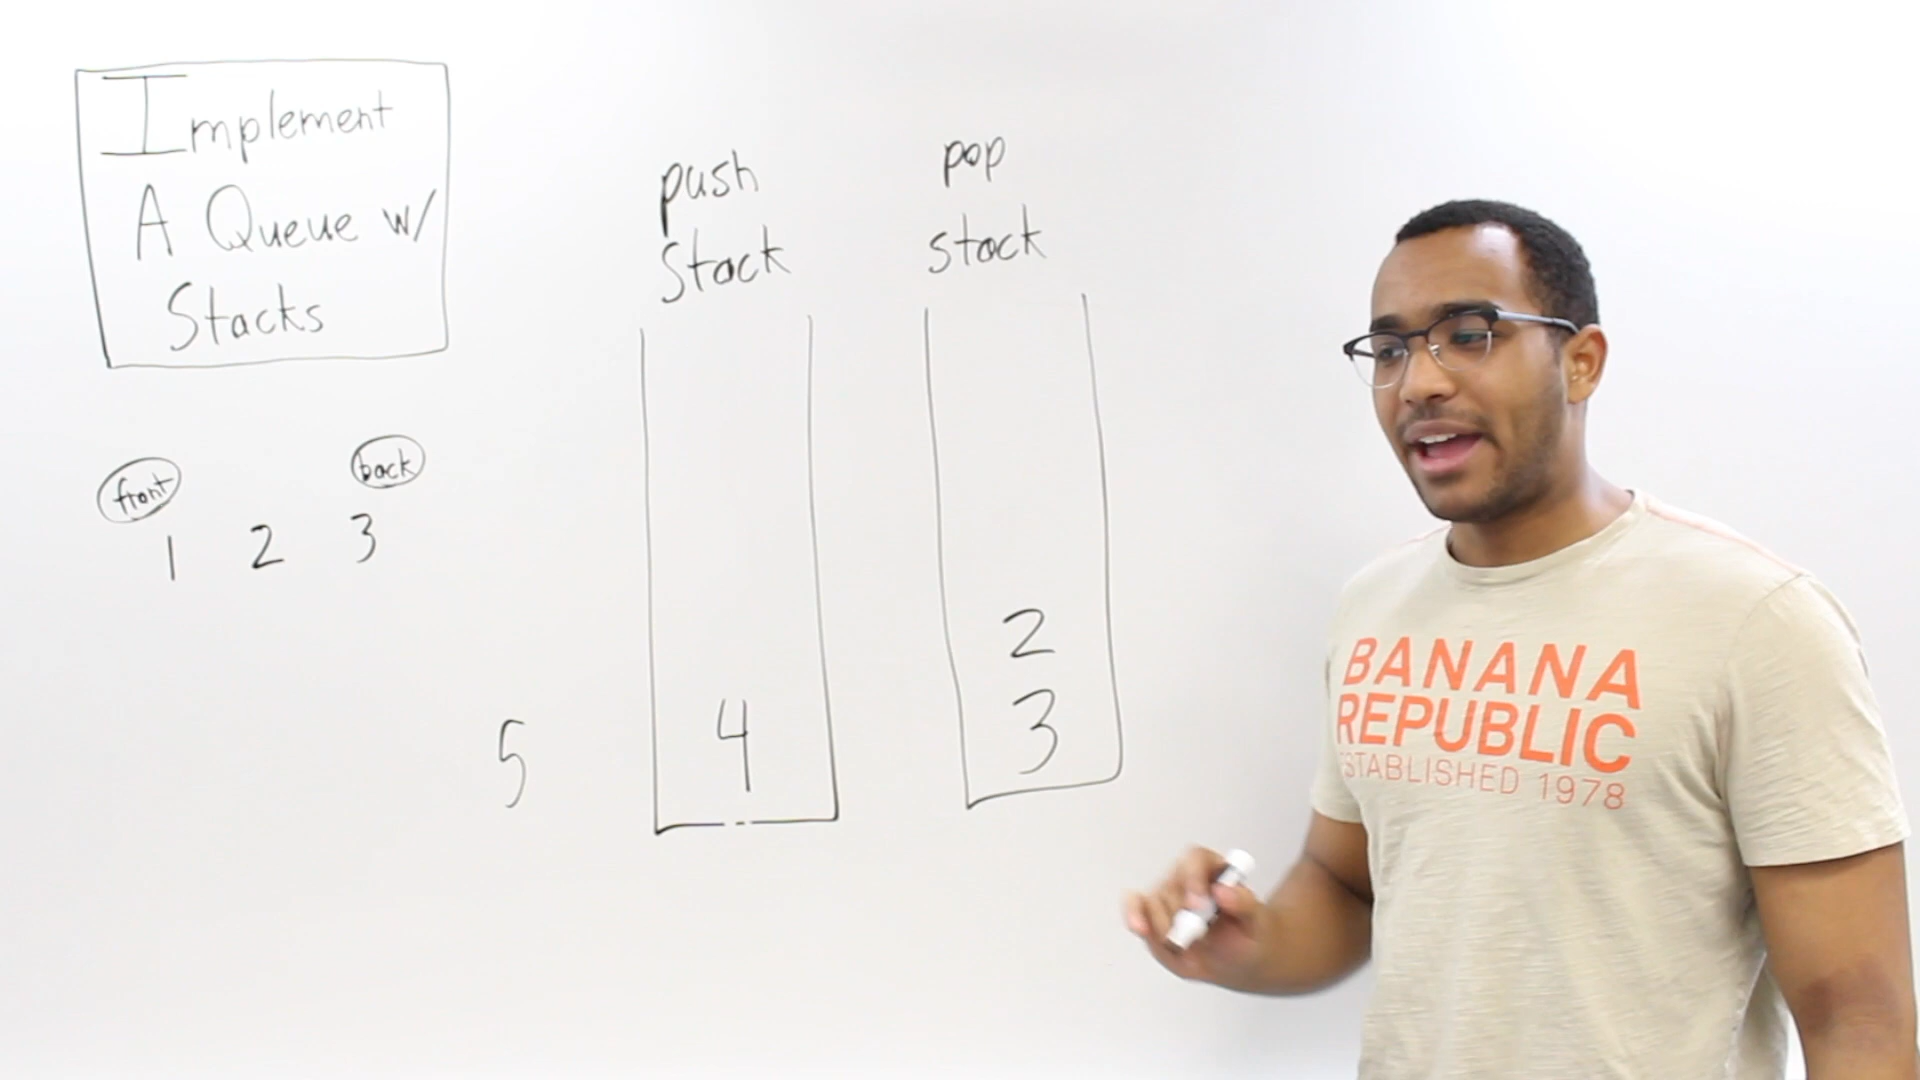 Implement
A Queue w/
Stacks
front
back
1 2 3
push
Stack
pop
stack
5
4
2
3
BANANA
REPUBLIC
ESTABLISHED 1978